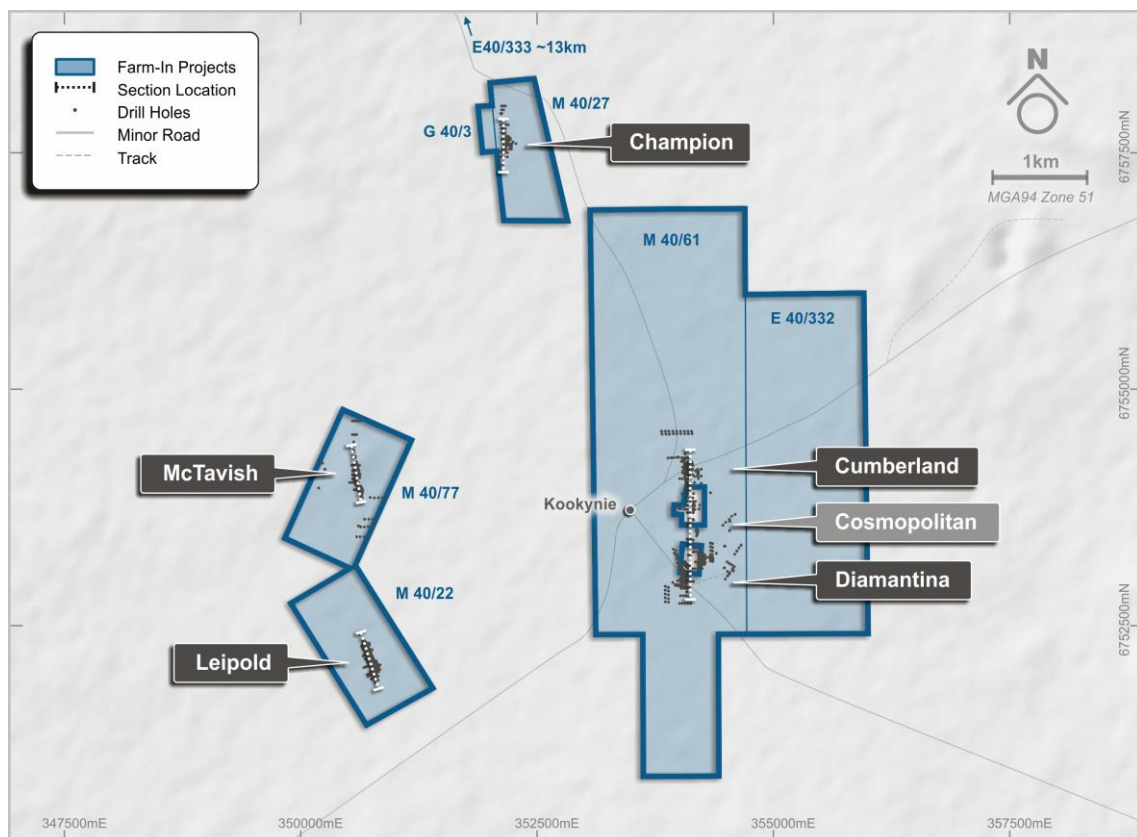 Farm-In Projects
Section Location
Drill Holes
Minor Road
Track
E40/333 ~13km
M 40/27
G 40/3
Champion
N
1km
MGA94 Zone 51
6757500mN
M 40/61
E 40/332
6755000mN
McTavish
M 40/77
Cumberland
Kookynie
Cosmopolitan
Diamantina
M 40/22
Leipold
6752500mN
347500mE
350000mE
352500mE
355000mE
357500mE